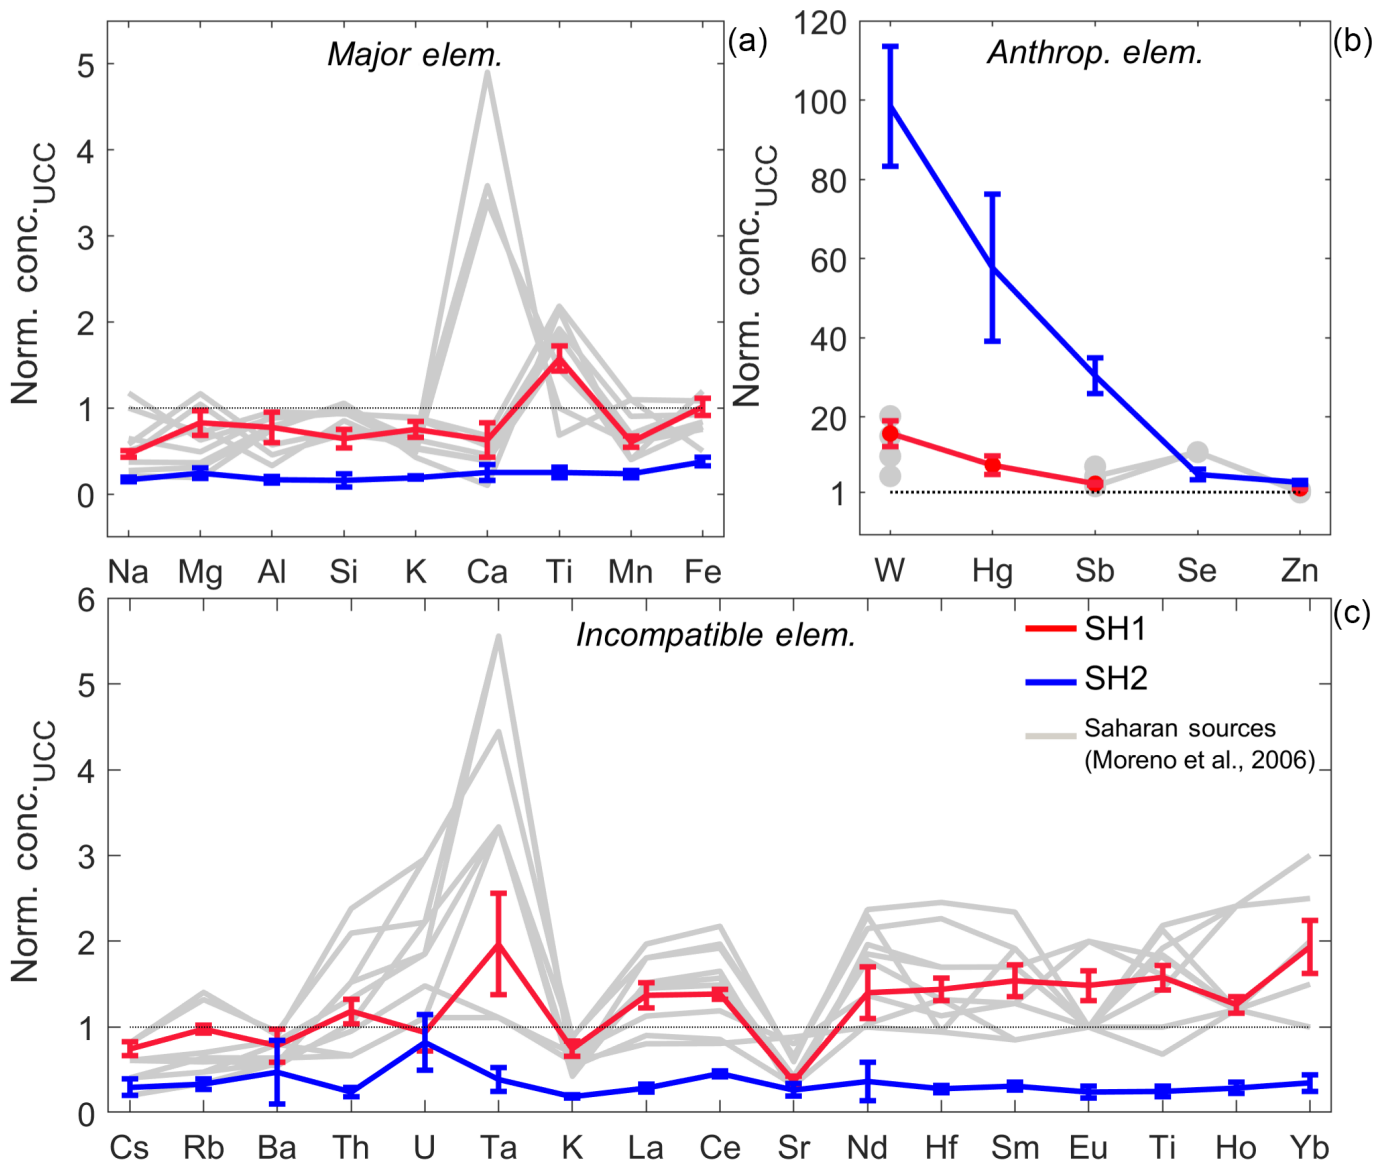 (a)
Major elem.
Norm. conc.UCC
5
4
3
2
1
0
Na Mg Al Si K Ca Ti Mn Fe
(b)
Anthrop. elem.
Norm. conc.UCC
120
100
80
60
40
20
1
W Hg Sb Se Zn
(c)
Incompatible elem.
Norm. conc.UCC
6
5
4
3
2
1
0
SH1
SH2
Saharan sources
(Moreno et al., 2006)
Cs Rb Ba Th U Ta K La Ce Sr Nd Hf Sm Eu Ti Ho Yb